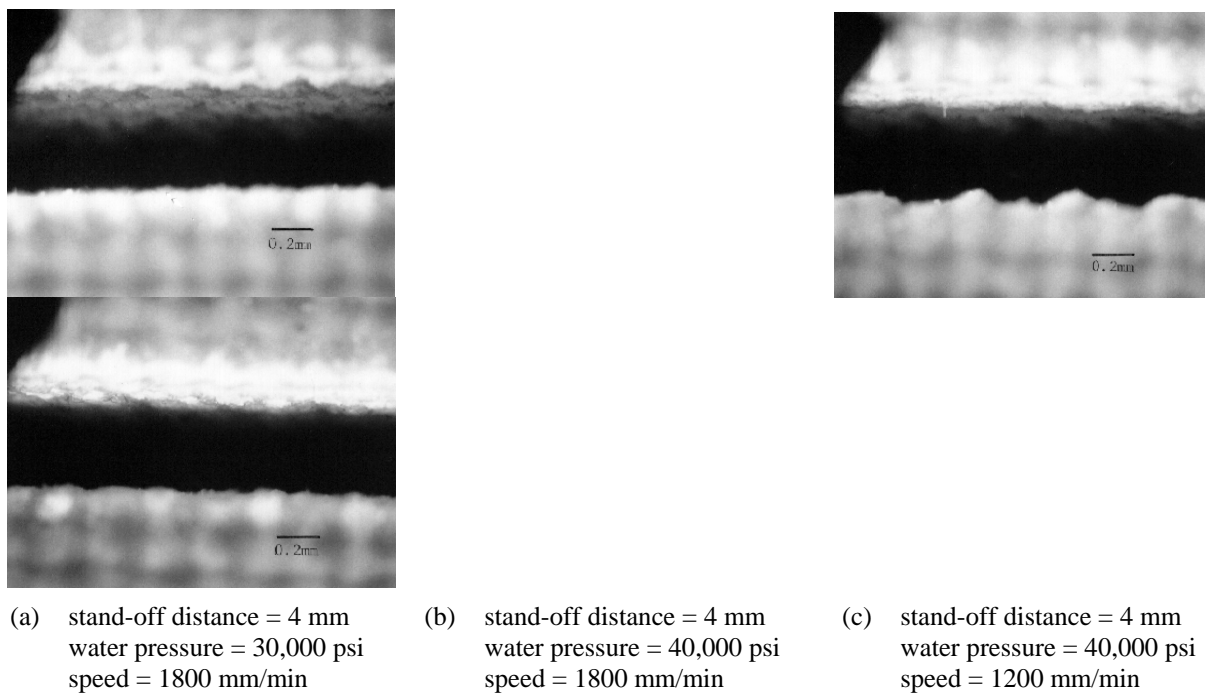 0.2mm
0.2mm
0.2mm
(a) stand-off distance = 4 mm
water pressure = 30,000 psi
speed = 1800 mm/min
(b) stand-off distance = 4 mm
water pressure = 40,000 psi
speed = 1800 mm/min
(c) stand-off distance = 4 mm
water pressure = 40,000 psi
speed = 1200 mm/min